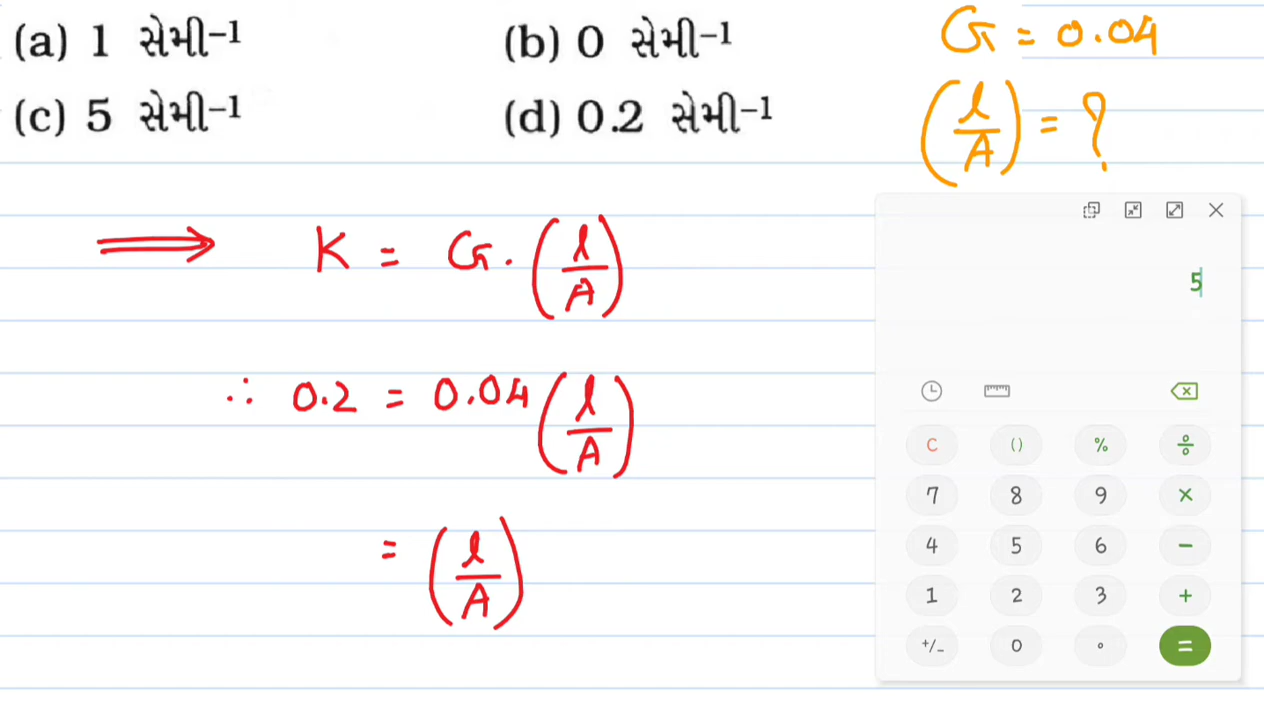 (a) 1 સેમી−1 (b) 0 સેમી−1
(c) 5 સેમી−1 (d) 0.2 સેમી−1
G = 0.04
(l/A) = ?
⟹ K = G · (l/A)
∴ 0.2 = 0.04 (l/A)
= (l/A)
5
C () % ÷
7 8 9 ×
4 5 6 −
1 2 3 +
+/− 0 . =